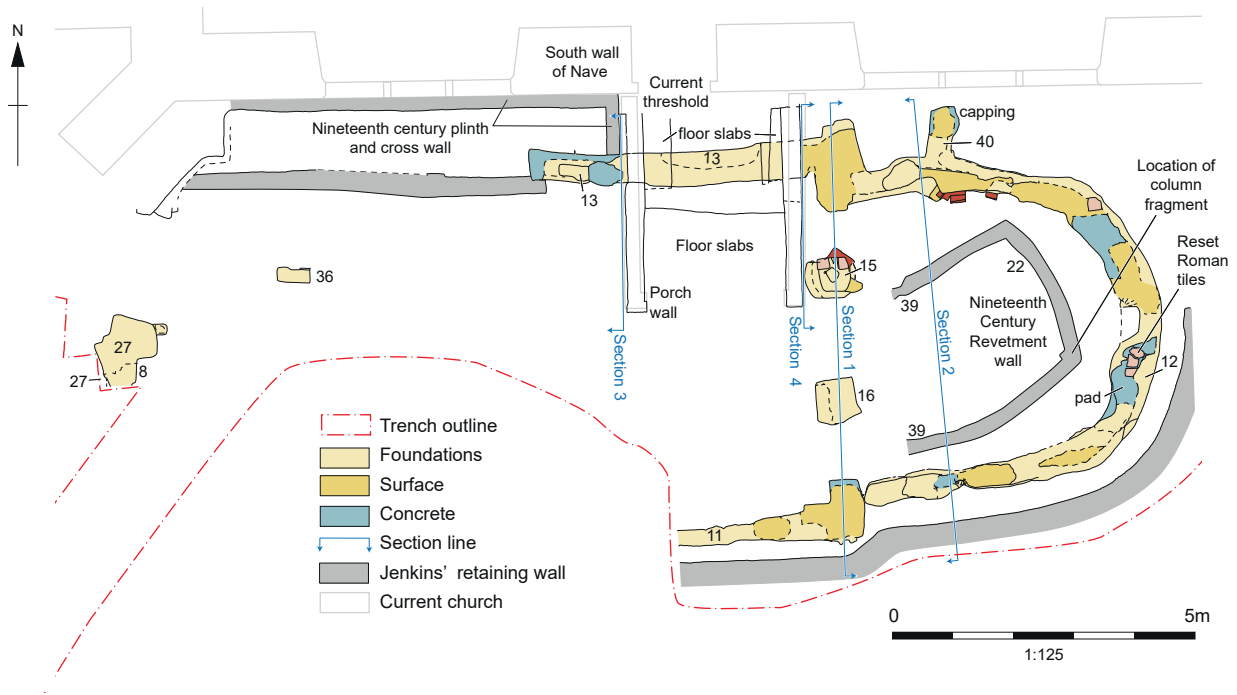 N
South wall
of Nave
Current
threshold
floor slabs
capping
40
Nineteenth century plinth
and cross wall
13
13
Location of
column
fragment
Reset
Roman
tiles
Floor slabs
15
22
36
39
Nineteenth
Century
Revetment
wall
Porch
wall
Section 3
Section 4
Section 1
Section 2
27
27
8
12
16
pad
39
11
Trench outline
Foundations
Surface
Concrete
Section line
Jenkins' retaining wall
Current church
0
5m
1:125